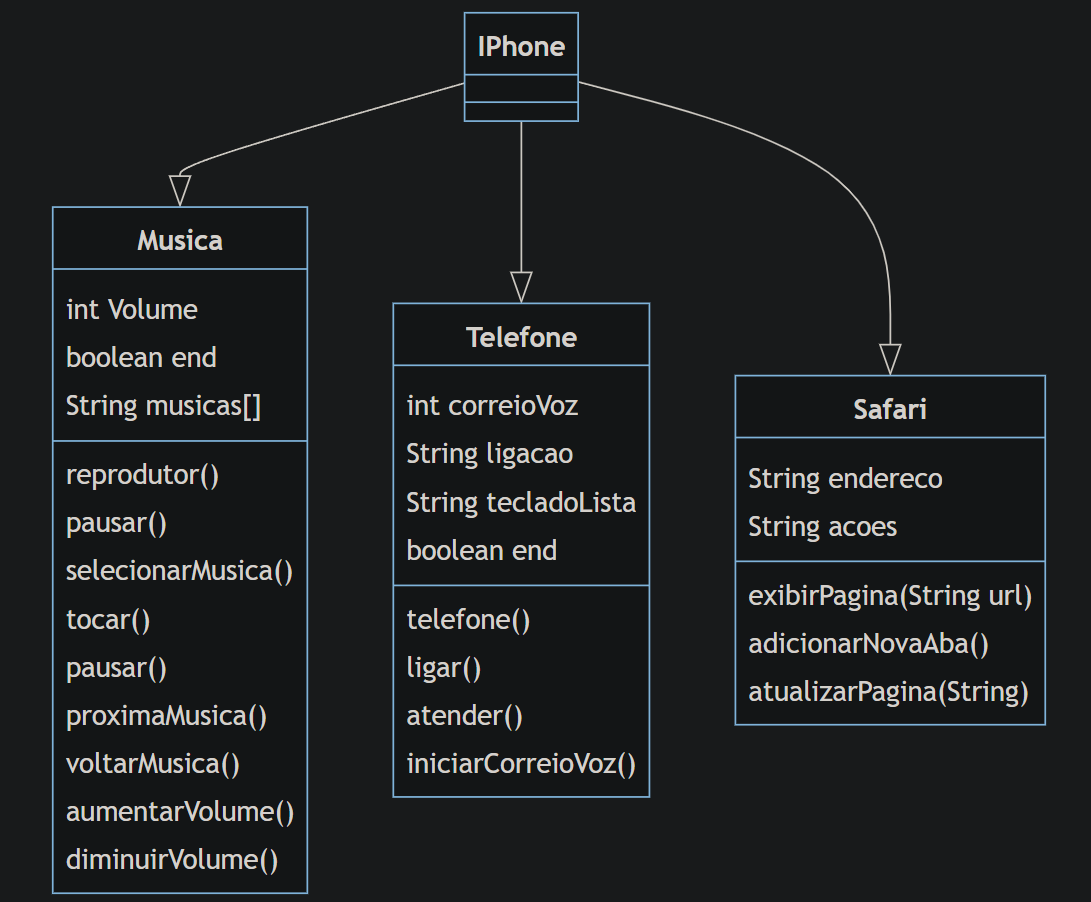 IPhone
Musica
int Volume
boolean end
String musicas[]
reprodutor()
pausar()
selecionarMusica()
tocar()
pausar()
proximaMusica()
voltarMusica()
aumentarVolume()
diminuirVolume()
Telefone
int correioVoz
String ligacao
String tecladoLista
boolean end
telefone()
ligar()
atender()
iniciarCorreioVoz()
Safari
String endereco
String acoes
exibirPagina(String url)
adicionarNovaAba()
atualizarPagina(String)